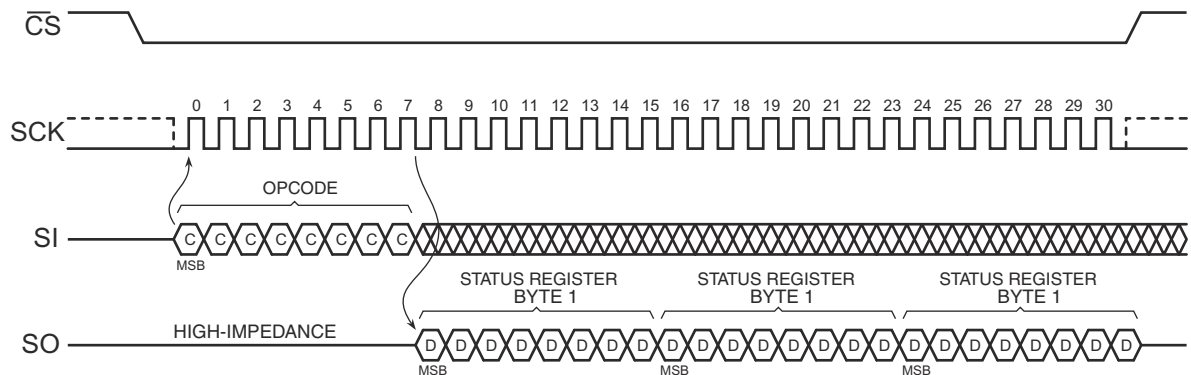 CS
0 1 2 3 4 5 6 7 8 9 10 11 12 13 14 15 16 17 18 19 20 21 22 23 24 25 26 27 28 29 30
SCK
OPCODE
SI C C C C C C C C
MSB
STATUS REGISTER BYTE 1
STATUS REGISTER BYTE 1
STATUS REGISTER BYTE 1
HIGH-IMPEDANCE
SO D D D D D D D D D D D D D D D D D D D D D D D D
MSB MSB MSB